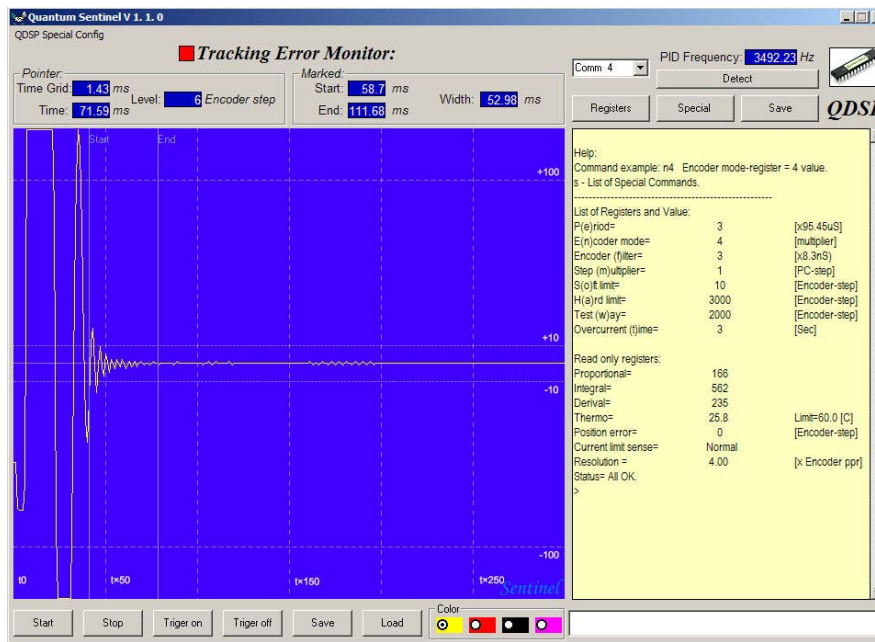 Quantum Sentinel V 1. 1. 0
QDSP Special Config
Tracking Error Monitor:
Pointer:
Time Grid: 1.43 ms
Time: 71.59 ms
Level: 6 Encoder step
Marked:
Start: 58.7 ms
End: 111.68 ms
Width: 52.98 ms
Comm 4
PID Frequency: 3492.23 Hz
Detect
Registers Special Save
QDSP
Start End
+100
+10
-10
-100
t0 t×50 t×150 t×250
Sentinel
Help:
Command example: n4 Encoder mode-register = 4 value.
s - List of Special Commands.
------------------------------------------------------
List of Registers and Value:
P(e)riod= 3 [x95.45uS]
E(n)coder mode= 4 [multiplier]
Encoder (f)ilter= 3 [x8.3nS)
Step (m)ultiplier= 1 [PC-step]
S(o)ft limit= 10 [Encoder-step]
H(a)rd limit= 3000 [Encoder-step]
Test (w)ay= 2000 [Encoder-step]
Overcurrent (t)ime= 3 [Sec]
Read only registers:
Proportional= 166
Integral= 562
Derival= 235
Thermo= 25.8 Limit=60.0 [C]
Position error= 0 [Encoder-step]
Current limit sense= Normal
Resolution = 4.00 [x Encoder ppr]
Status= All OK.
>
Start Stop Triger on Triger off Save Load
Color